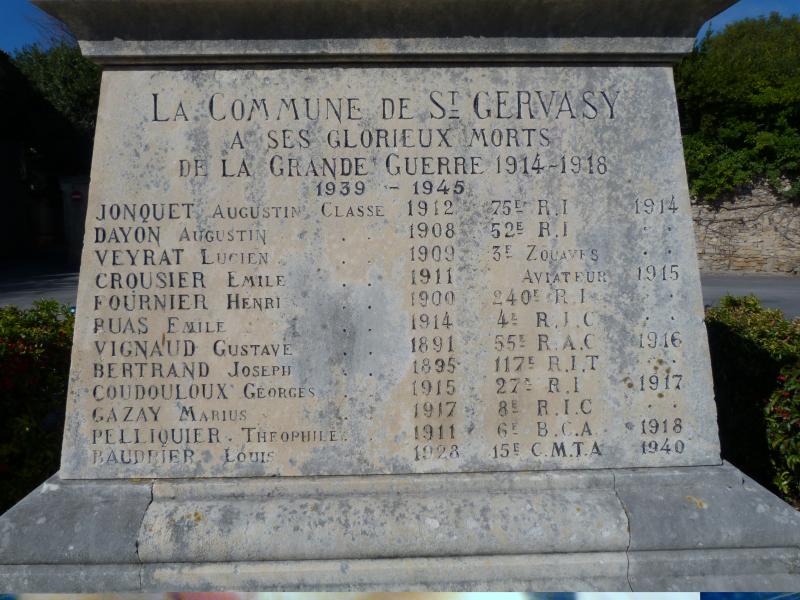 LA COMMUNE DE ST GERVASY
A SES GLORIEUX MORTS
DE LA GRANDE GUERRE 1914-1918
1939 - 1945
JONQUET AUGUSTIN CLASSE 1912 75E R.I 1914
DAYON AUGUSTIN . . 1908 52E R.I . .
VEYRAT LUCIEN . . 1909 3E ZOUAVES . .
CROUSIER EMILE . . 1911 AVIATEUR 1915
FOURNIER HENRI . . 1900 240E R.I . .
RUAS EMILE . . 1914 4E R.I.C . .
VIGNAUD GUSTAVE . . 1891 55E R.A.C 1916
BERTRAND JOSEPH . . 1895 117E R.I.T . .
COUDOULOUX GEORGES . . 1915 27E R.I 1917
GAZAY MARIUS . . 1917 8E R.I.C . .
PELLIQUIER THÉOPHILE . . 1911 6E B.C.A 1918
BAUDRIER LOUIS 1928 15E C.M.T.A 1940